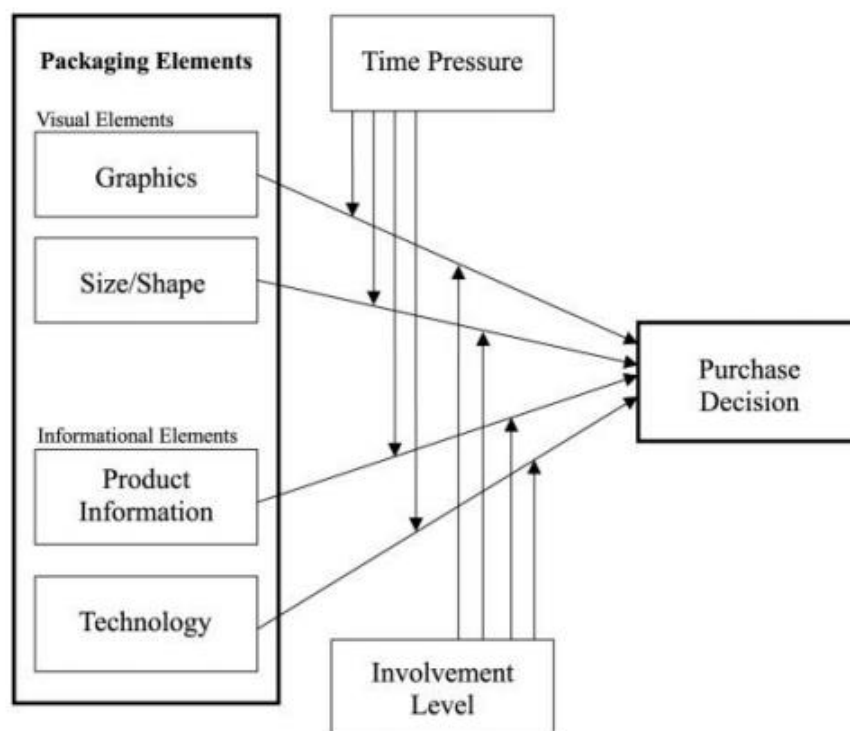 Packaging Elements
Time Pressure
Visual Elements
Graphics
Size/Shape
Purchase
Decision
Informational Elements
Product
Information
Technology
Involvement
Level